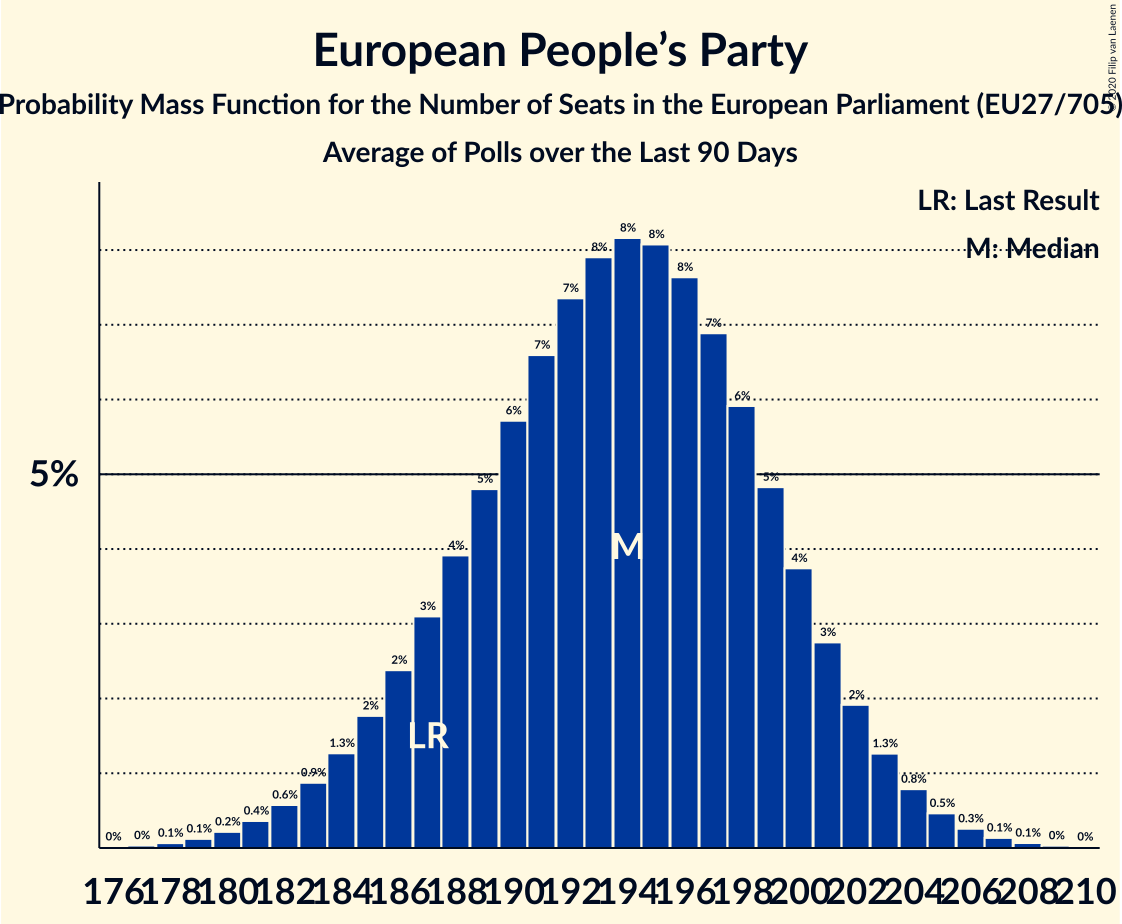 European People’s Party
Probability Mass Function for the Number of Seats in the European Parliament (EU27/705)
Average of Polls over the Last 90 Days
2020 Filip van Laenen
LR: Last Result
M: Median
5%
0% 0% 0.1% 0.1% 0.2% 0.4% 0.6% 0.9% 1.3% 2% 2% 3% 4% 5% 6% 7% 7% 8% 8% 8% 8% 7% 6% 5% 4% 3% 2% 1.3% 0.8% 0.5% 0.3% 0.1% 0.1% 0% 0%
M
LR
176 178 180 182 184 186 188 190 192 194 196 198 200 202 204 206 208 210